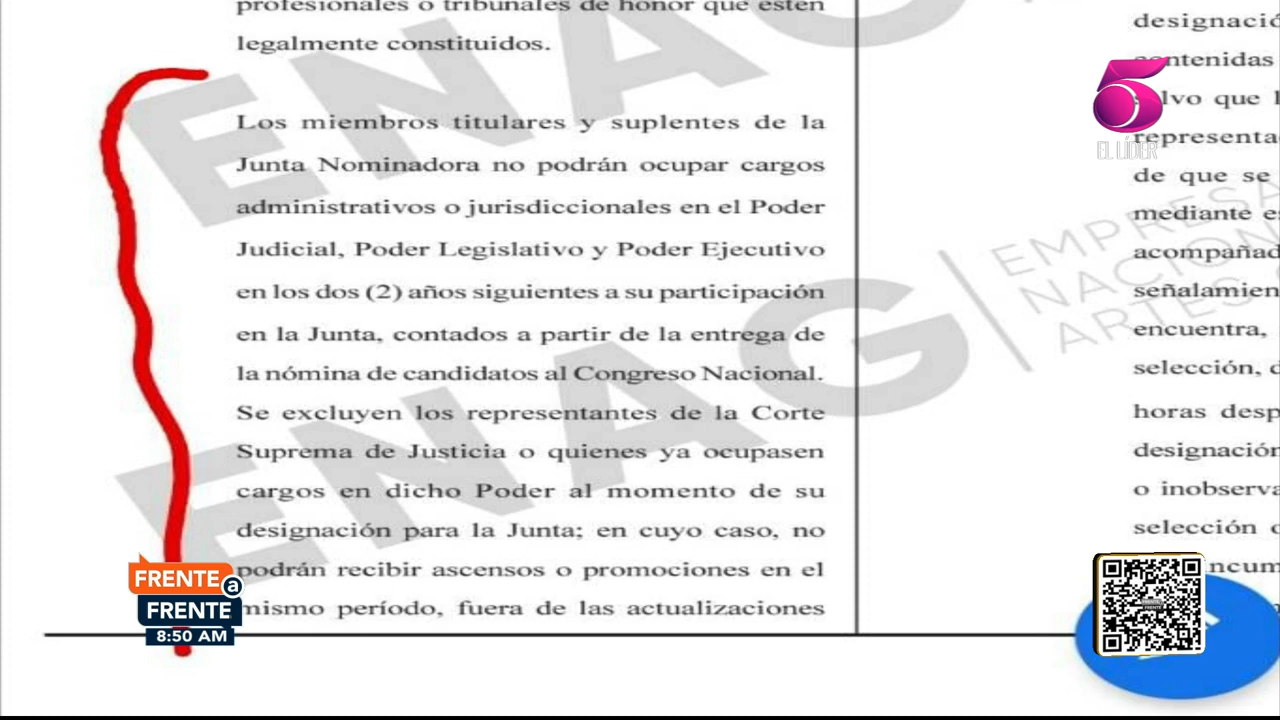 profesionales o tribunales de honor que estén
legalmente constituidos.
Los miembros titulares y suplentes de la
Junta Nominadora no podrán ocupar cargos
administrativos o jurisdiccionales en el Poder
Judicial, Poder Legislativo y Poder Ejecutivo
en los dos (2) años siguientes a su participación
en la Junta, contados a partir de la entrega de
la nómina de candidatos al Congreso Nacional.
Se excluyen los representantes de la Corte
Suprema de Justicia o quienes ya ocupasen
cargos en dicho Poder al momento de su
designación para la Junta; en cuyo caso, no
podrán recibir ascensos o promociones en el
mismo período, fuera de las actualizaciones
designació
contenidas
lvo que
representa
de que se
mediante
acompañad
señalamien
encuentra,
selección,
horas desp
designación
o inobserva
selección
ncum
ENAG
ENAG
EMPRESA
NACION
ARTES
5
EL LÍDER
FRENTE a
FRENTE
8:50 AM